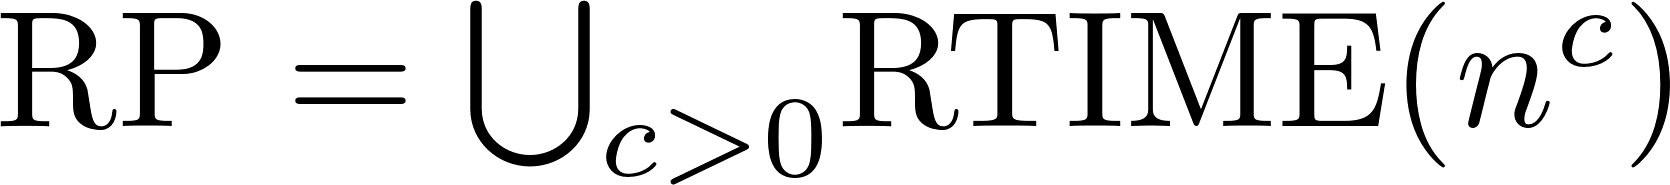 RP = ⋃_{c>0} RTIME(n^c)